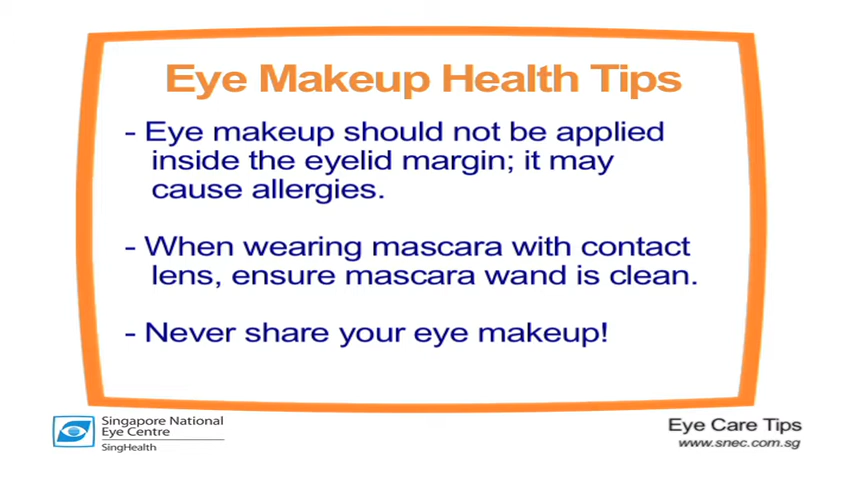 Eye Makeup Health Tips
- Eye makeup should not be applied
inside the eyelid margin; it may
cause allergies.
- When wearing mascara with contact
lens, ensure mascara wand is clean.
- Never share your eye makeup!
Singapore National
Eye Centre
SingHealth
Eye Care Tips
www.snec.com.sg